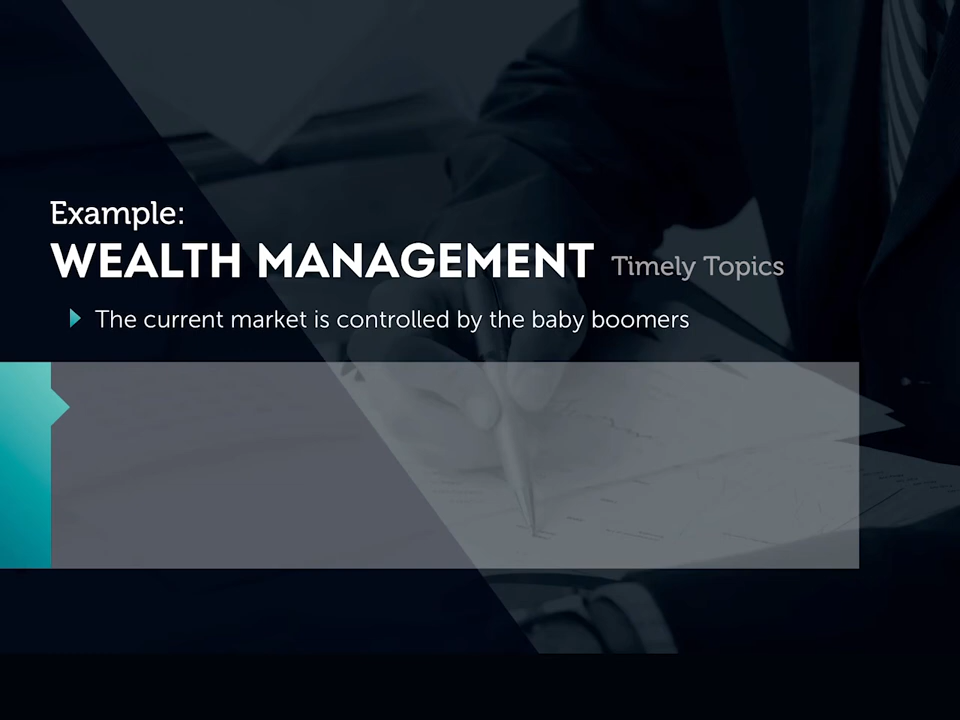 Example:
WEALTH MANAGEMENT Timely Topics
The current market is controlled by the baby boomers